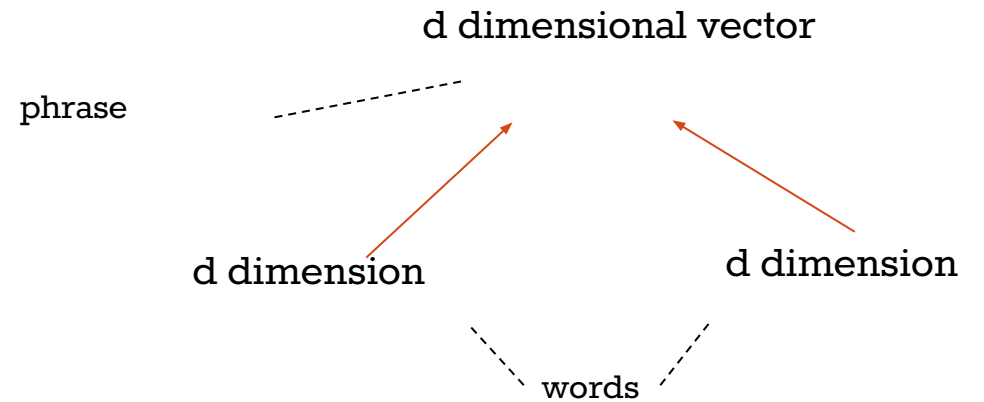 d dimensional vector
phrase
d dimension
d dimension
words